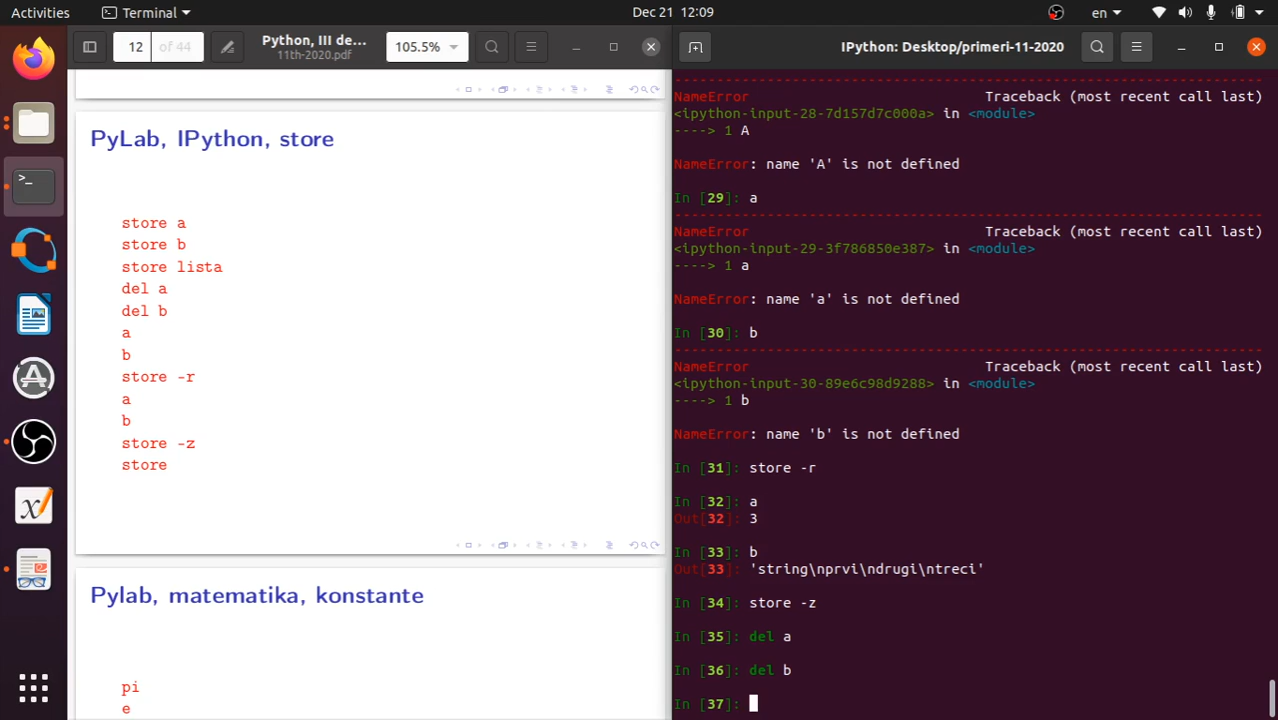 Activities
Terminal
Dec 21 12:09
en
12
of 44
Python, III de...
11th-2020.pdf
105.5%
PyLab, IPython, store
store a
store b
store lista
del a
del b
a
b
store -r
a
b
store -z
store
Pylab, matematika, konstante
pi
e
IPython: Desktop/primeri-11-2020
NameError Traceback (most recent call last)
<ipython-input-28-7d157d7c000a> in <module>
----> 1 A
NameError: name 'A' is not defined
In [29]: a
NameError Traceback (most recent call last)
<ipython-input-29-3f786850e387> in <module>
----> 1 a
NameError: name 'a' is not defined
In [30]: b
NameError Traceback (most recent call last)
<ipython-input-30-89e6c98d9288> in <module>
----> 1 b
NameError: name 'b' is not defined
In [31]: store -r
In [32]: a
Out[32]: 3
In [33]: b
Out[33]: 'string\nprvi\ndrugi\ntreci'
In [34]: store -z
In [35]: del a
In [36]: del b
In [37]: